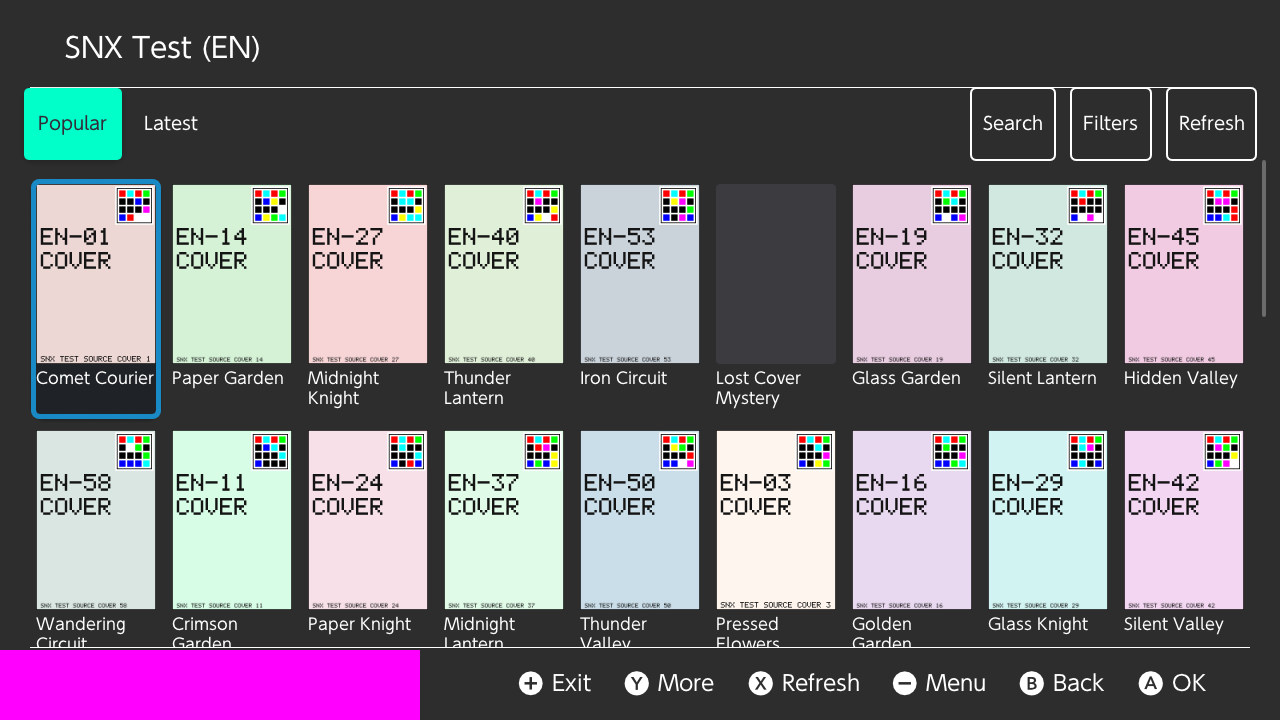 SNX Test (EN)
Popular
Latest
Search
Filters
Refresh
EN-01
COVER
SNX TEST SOURCE COVER 1
Comet Courier
EN-14
COVER
SNX TEST SOURCE COVER 14
Paper Garden
EN-27
COVER
SNX TEST SOURCE COVER 27
Midnight
Knight
EN-40
COVER
SNX TEST SOURCE COVER 40
Thunder
Lantern
EN-53
COVER
SNX TEST SOURCE COVER 53
Iron Circuit
Lost Cover
Mystery
EN-19
COVER
SNX TEST SOURCE COVER 19
Glass Garden
EN-32
COVER
SNX TEST SOURCE COVER 32
Silent Lantern
EN-45
COVER
SNX TEST SOURCE COVER 45
Hidden Valley
EN-58
COVER
SNX TEST SOURCE COVER 58
Wandering
Circuit
EN-11
COVER
SNX TEST SOURCE COVER 11
Crimson
Garden
EN-24
COVER
SNX TEST SOURCE COVER 24
Paper Knight
EN-37
COVER
SNX TEST SOURCE COVER 37
Midnight
Lantern
EN-50
COVER
SNX TEST SOURCE COVER 50
Thunder
Valley
EN-03
COVER
SNX TEST SOURCE COVER 3
Pressed
Flowers
EN-16
COVER
SNX TEST SOURCE COVER 16
Golden
Garden
EN-29
COVER
SNX TEST SOURCE COVER 29
Glass Knight
EN-42
COVER
SNX TEST SOURCE COVER 42
Silent Valley
+ Exit
Y More
X Refresh
− Menu
B Back
A OK